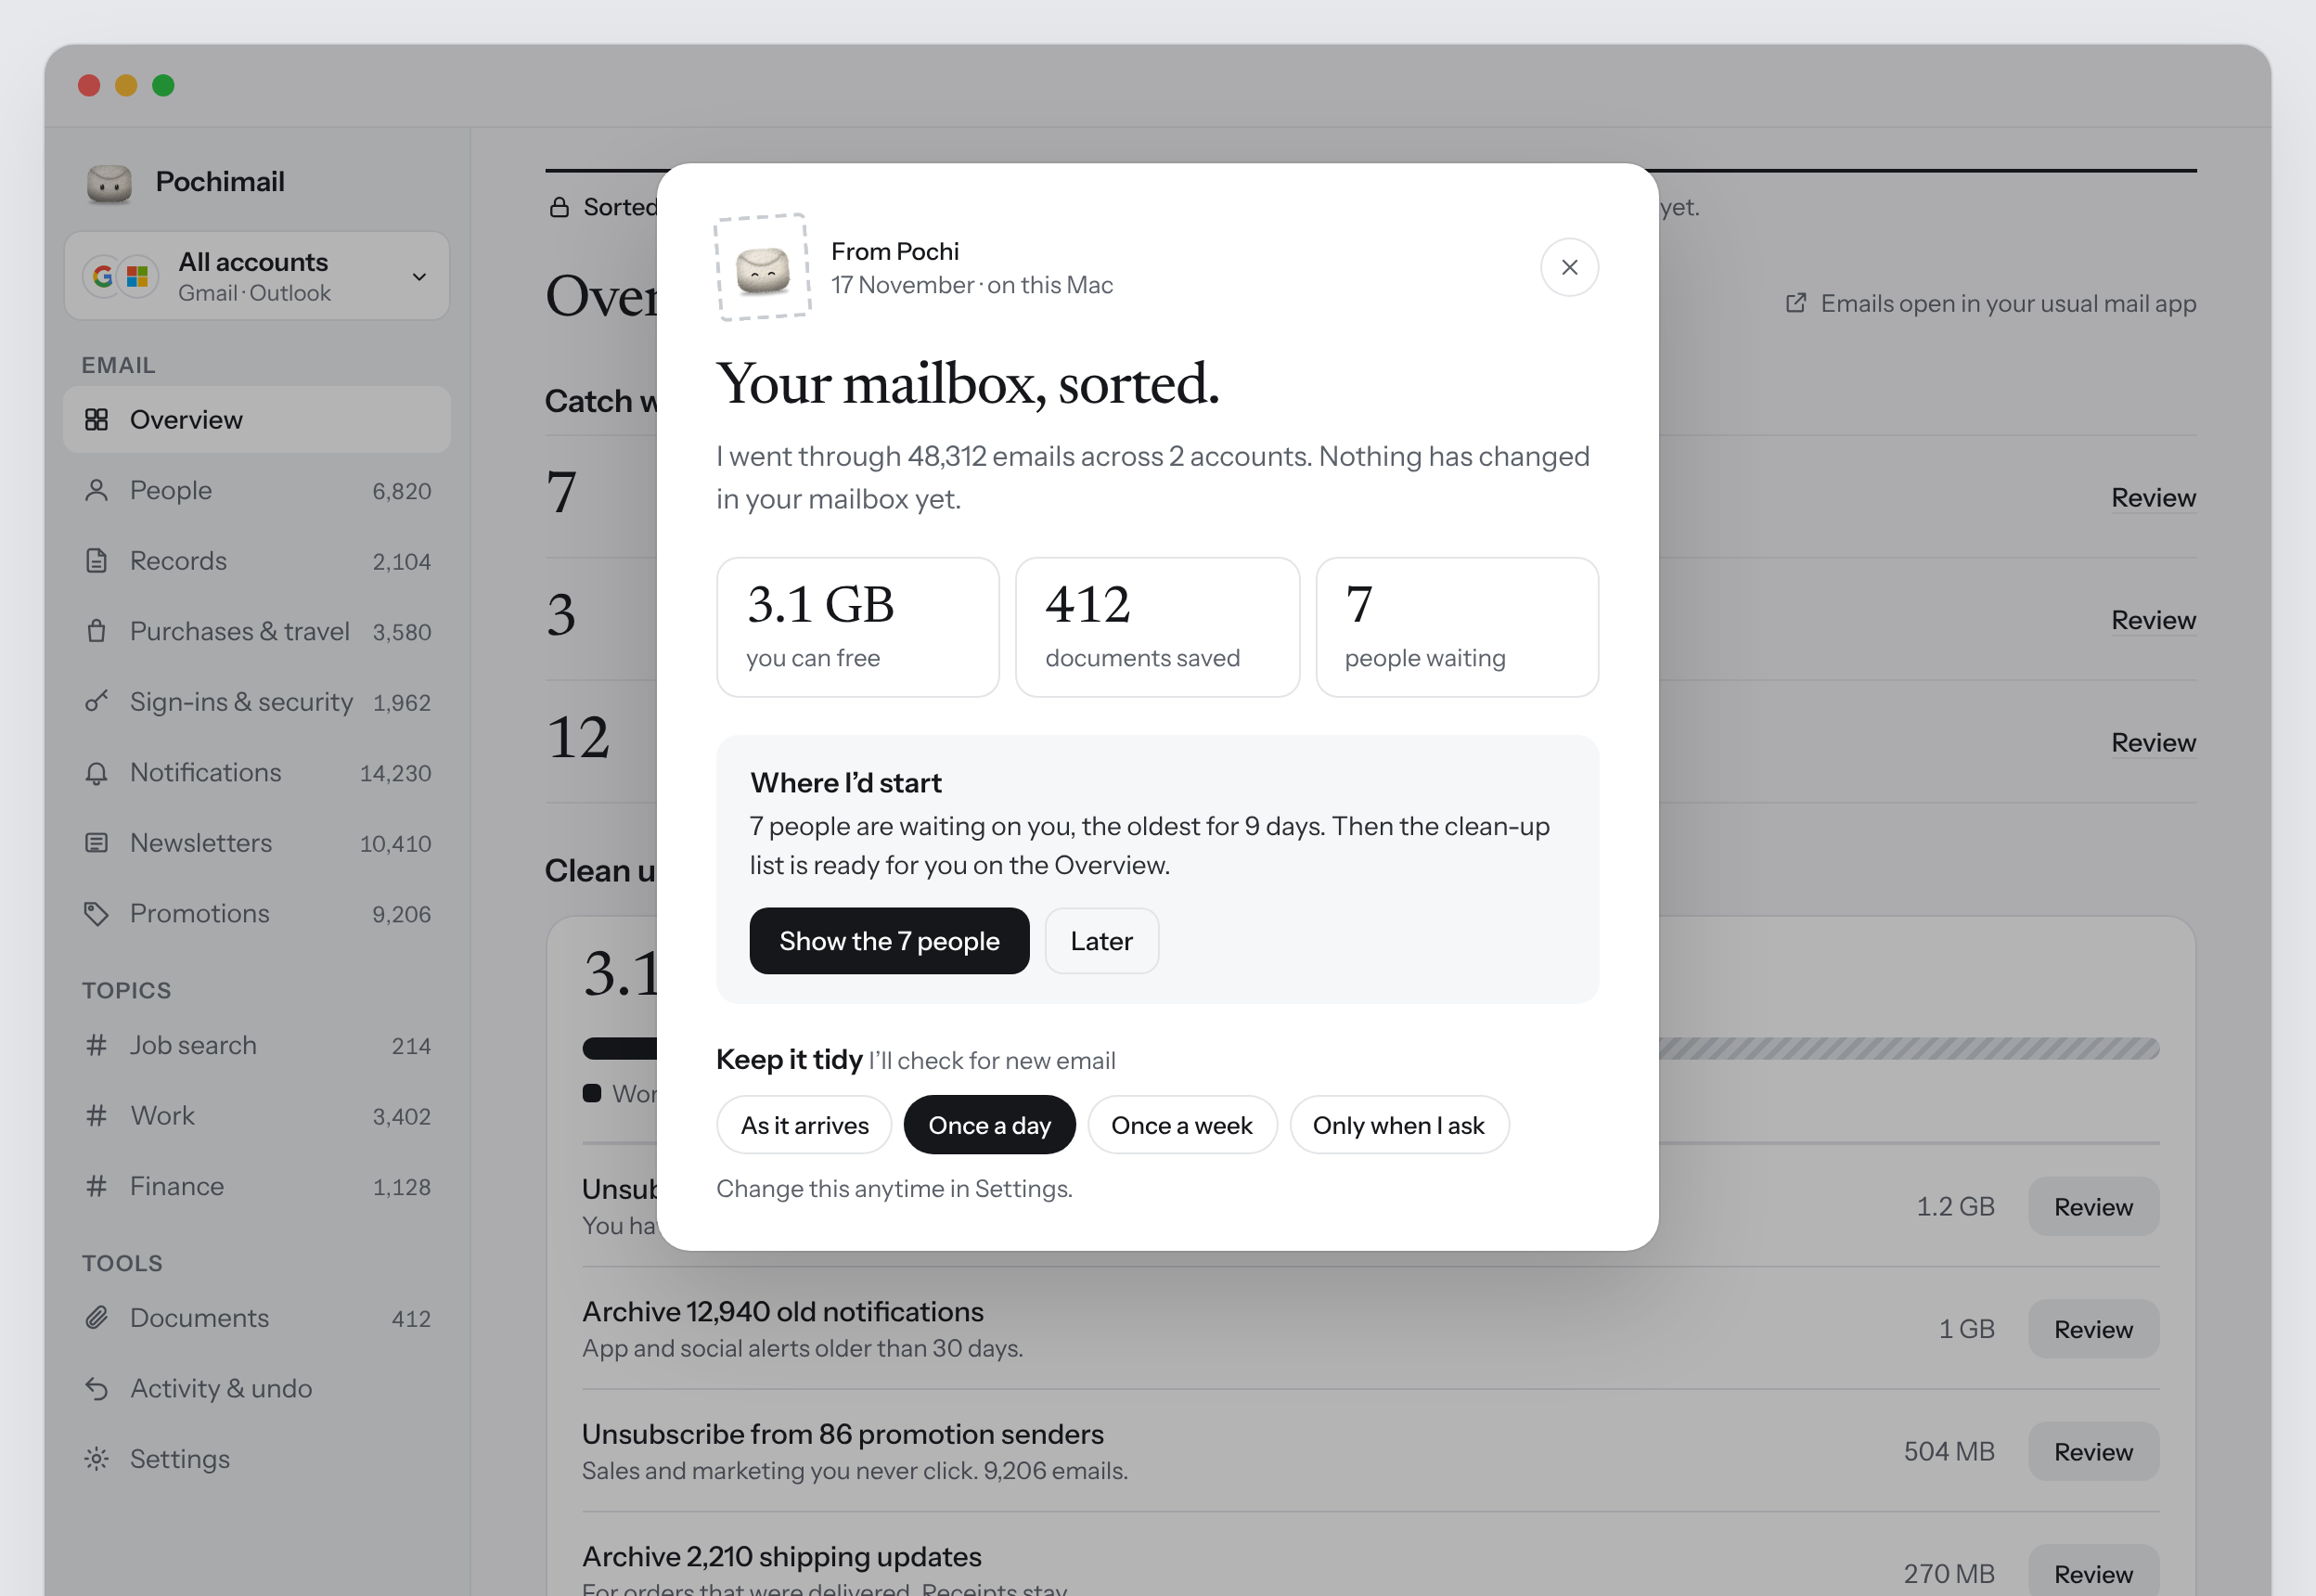 Pochimail
All accounts
Gmail · Outlook
EMAIL
Overview
People 6,820
Records 2,104
Purchases & travel 3,580
Sign-ins & security 1,962
Notifications 14,230
Newsletters 10,410
Promotions 9,206
TOPICS
Job search 214
Work 3,402
Finance 1,128
TOOLS
Documents 412
Activity & undo
Settings
Sorted
yet.
Emails open in your usual mail app
7 Review
3 Review
12 Review
3.1
From Pochi
17 November · on this Mac
Your mailbox, sorted.
I went through 48,312 emails across 2 accounts. Nothing has changed
in your mailbox yet.
3.1 GB
you can free
412
documents saved
7
people waiting
Where I’d start
7 people are waiting on you, the oldest for 9 days. Then the clean-up
list is ready for you on the Overview.
Show the 7 people
Later
Keep it tidy I’ll check for new email
As it arrives
Once a day
Once a week
Only when I ask
Change this anytime in Settings.
1.2 GB Review
Archive 12,940 old notifications
1 GB Review
App and social alerts older than 30 days.
Unsubscribe from 86 promotion senders
504 MB Review
Sales and marketing you never click. 9,206 emails.
Archive 2,210 shipping updates
270 MB Review
For orders that were delivered. Receipts stay.